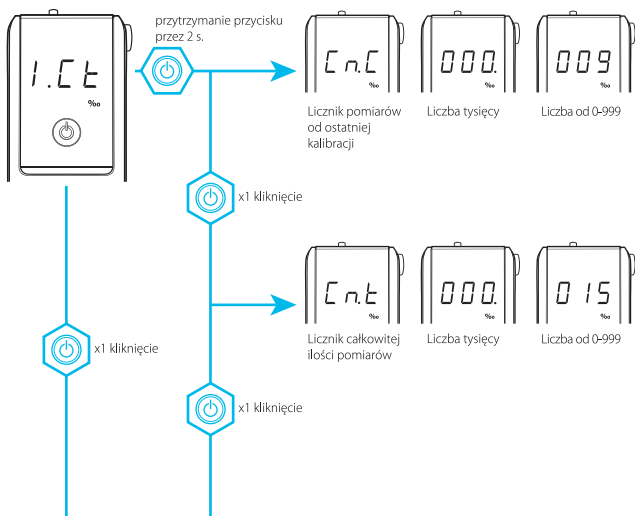 przytrzymanie przycisku
przez 2 s.
1.Ct
‰
Cn.C
‰
000.
‰
009
‰
Licznik pomiarów
od ostatniej
kalibracji
Liczba tysięcy
Liczba od 0-999
x1 kliknięcie
Cn.t
‰
000.
‰
015
‰
Licznik całkowitej
ilości pomiarów
Liczba tysięcy
Liczba od 0-999
x1 kliknięcie
x1 kliknięcie